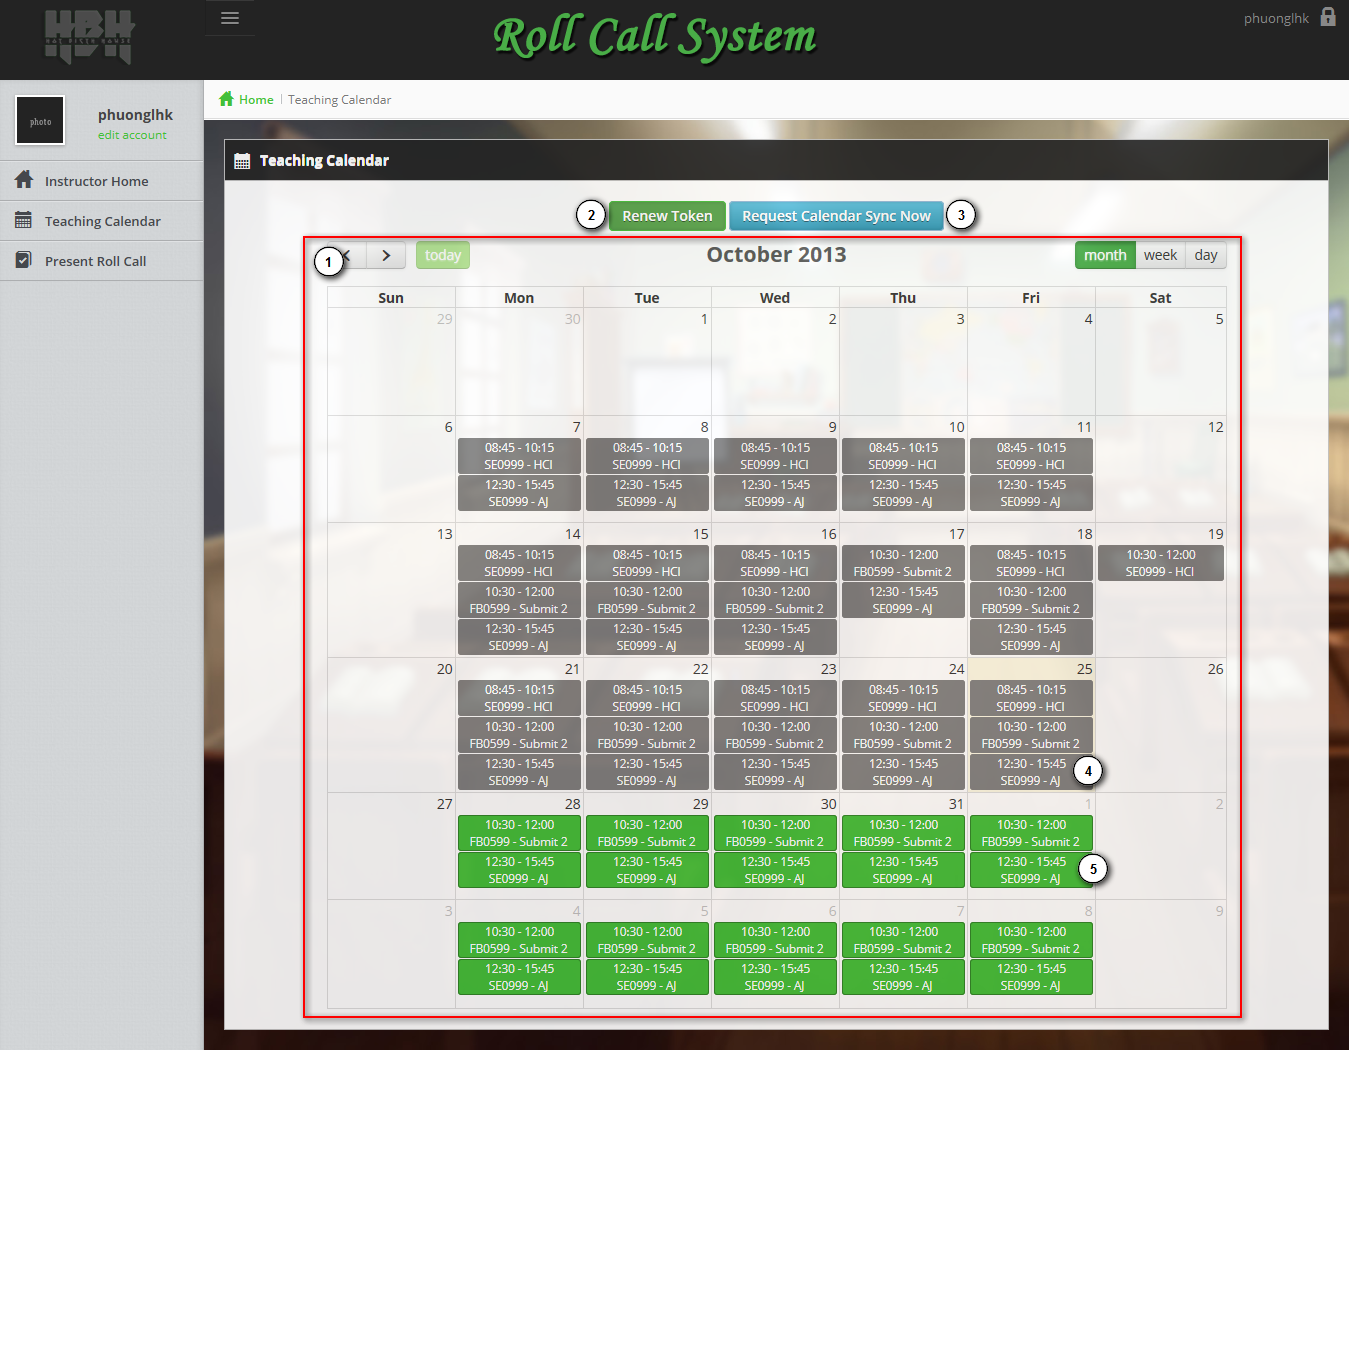 HBH
Roll Call System
phuonglhk
photo
phuonglhk
edit account
Instructor Home
Teaching Calendar
Present Roll Call
Home | Teaching Calendar
Teaching Calendar
2 Renew Token Request Calendar Sync Now 3
1 today October 2013 month week day
Sun Mon Tue Wed Thu Fri Sat
29 30 1 2 3 4 5
6 7 8 9 10 11 12
08:45 - 10:15 08:45 - 10:15 08:45 - 10:15 08:45 - 10:15 08:45 - 10:15
SE0999 - HCI SE0999 - HCI SE0999 - HCI SE0999 - HCI SE0999 - HCI
12:30 - 15:45 12:30 - 15:45 12:30 - 15:45 12:30 - 15:45 12:30 - 15:45
SE0999 - AJ SE0999 - AJ SE0999 - AJ SE0999 - AJ SE0999 - AJ
13 14 15 16 17 18 19
08:45 - 10:15 08:45 - 10:15 08:45 - 10:15 10:30 - 12:00 08:45 - 10:15 10:30 - 12:00
SE0999 - HCI SE0999 - HCI SE0999 - HCI FB0599 - Submit 2 SE0999 - HCI SE0999 - HCI
10:30 - 12:00 10:30 - 12:00 10:30 - 12:00 12:30 - 15:45 10:30 - 12:00
FB0599 - Submit 2 FB0599 - Submit 2 FB0599 - Submit 2 SE0999 - AJ FB0599 - Submit 2
12:30 - 15:45 12:30 - 15:45 12:30 - 15:45 12:30 - 15:45
SE0999 - AJ SE0999 - AJ SE0999 - AJ SE0999 - AJ
20 21 22 23 24 25 26
08:45 - 10:15 08:45 - 10:15 08:45 - 10:15 08:45 - 10:15 08:45 - 10:15
SE0999 - HCI SE0999 - HCI SE0999 - HCI SE0999 - HCI SE0999 - HCI
10:30 - 12:00 10:30 - 12:00 10:30 - 12:00 10:30 - 12:00 10:30 - 12:00
FB0599 - Submit 2 FB0599 - Submit 2 FB0599 - Submit 2 FB0599 - Submit 2 FB0599 - Submit 2
12:30 - 15:45 12:30 - 15:45 12:30 - 15:45 12:30 - 15:45 12:30 - 15:45 4
SE0999 - AJ SE0999 - AJ SE0999 - AJ SE0999 - AJ SE0999 - AJ
27 28 29 30 31 1 2
10:30 - 12:00 10:30 - 12:00 10:30 - 12:00 10:30 - 12:00 10:30 - 12:00
FB0599 - Submit 2 FB0599 - Submit 2 FB0599 - Submit 2 FB0599 - Submit 2 FB0599 - Submit 2
12:30 - 15:45 12:30 - 15:45 12:30 - 15:45 12:30 - 15:45 12:30 - 15:45 5
SE0999 - AJ SE0999 - AJ SE0999 - AJ SE0999 - AJ SE0999 - AJ
3 4 5 6 7 8 9
10:30 - 12:00 10:30 - 12:00 10:30 - 12:00 10:30 - 12:00 10:30 - 12:00
FB0599 - Submit 2 FB0599 - Submit 2 FB0599 - Submit 2 FB0599 - Submit 2 FB0599 - Submit 2
12:30 - 15:45 12:30 - 15:45 12:30 - 15:45 12:30 - 15:45 12:30 - 15:45
SE0999 - AJ SE0999 - AJ SE0999 - AJ SE0999 - AJ SE0999 - AJ